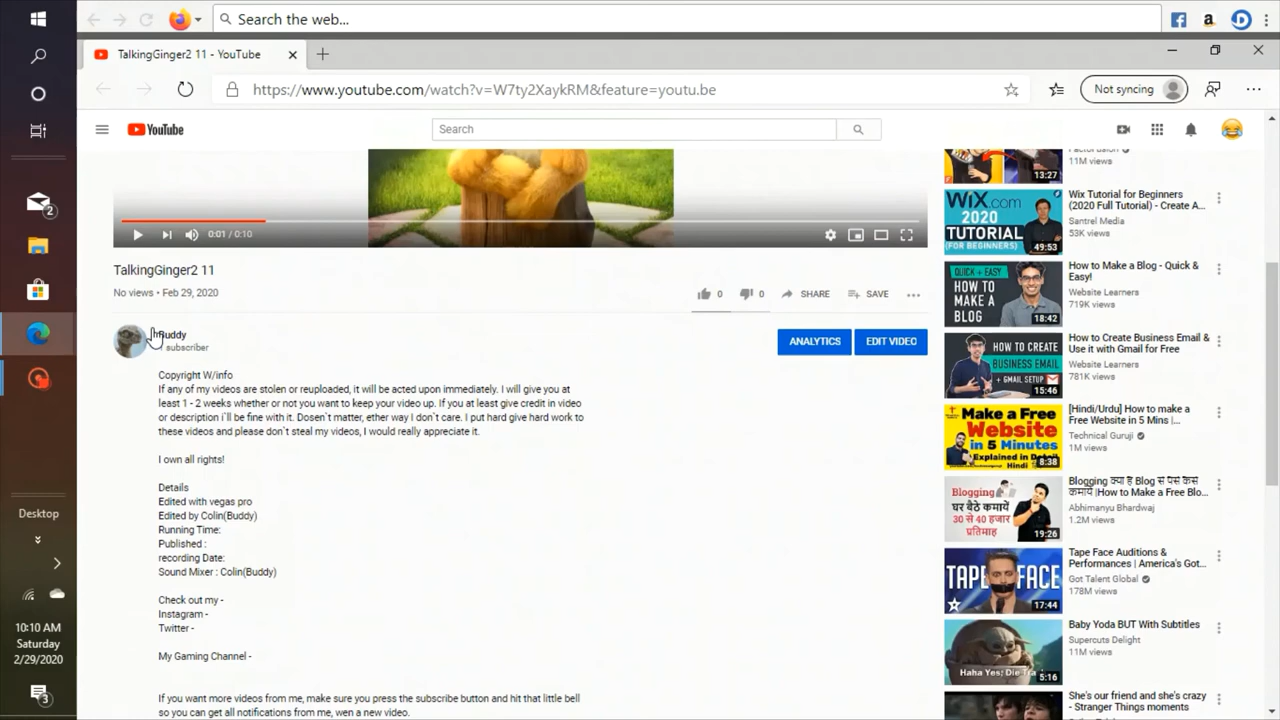 Search the web...
TalkingGinger2 11 - YouTube
https://www.youtube.com/watch?v=W7ty2XaykRM&feature=youtu.be
Not syncing
YouTube
Search
0:01 / 0:10
TalkingGinger2 11
No views • Feb 29, 2020
0
0
SHARE
SAVE
Buddy
subscriber
ANALYTICS
EDIT VIDEO
Copyright W/info
If any of my videos are stolen or reuploaded, it will be acted upon immediately. I will give you at
least 1 - 2 weeks whether or not you want to keep your video up. If you at least give credit in video
or description i`ll be fine with it. Dosen`t matter, ether way I don`t care. I put hard give hard work to
these videos and please don`t steal my videos, I would really appreciate it.
I own all rights!
Details
Edited with vegas pro
Edited by Colin(Buddy)
Running Time:
Published :
recording Date:
Sound Mixer : Colin(Buddy)
Check out my -
Instagram -
Twitter -
My Gaming Channel -
If you want more videos from me, make sure you press the subscribe button and hit that little bell
so you can get all notifications from me, wen a new video.
13:27
11M views
WiX.com
2020
TUTORIAL
(FOR BEGINNERS)
49:53
Wix Tutorial for Beginners
(2020 Full Tutorial) - Create A...
Santrel Media
53K views
QUICK + EASY
HOW TO
MAKE A
BLOG
18:42
How to Make a Blog - Quick &
Easy!
Website Learners
719K views
HOW TO CREATE
BUSINESS EMAIL
+ GMAIL SETUP
15:46
How to Create Business Email &
Use it with Gmail for Free
Website Learners
781K views
Make a Free
Website
in 5 Minutes
Explained in Detail
Hindi
8:38
[Hindi/Urdu] How to make a
Free Website in 5 Mins |...
Technical Guruji
1M views
Blogging
घर बैठे कमायें
30 से 40 हजार
प्रतिमाह
19:26
Blogging क्या है Blog से पैसे कैसे
कमायें |How to Make a Free Blo...
Abhimanyu Bhardwaj
1.2M views
TAPE FACE
17:44
Tape Face Auditions &
Performances | America's Got...
Got Talent Global
178M views
Haha Yes; Die
5:16
Baby Yoda BUT With Subtitles
Supercuts Delight
11M views
She's our friend and she's crazy
- Stranger Things moments
2
Desktop
10:10 AM
Saturday
2/29/2020
3